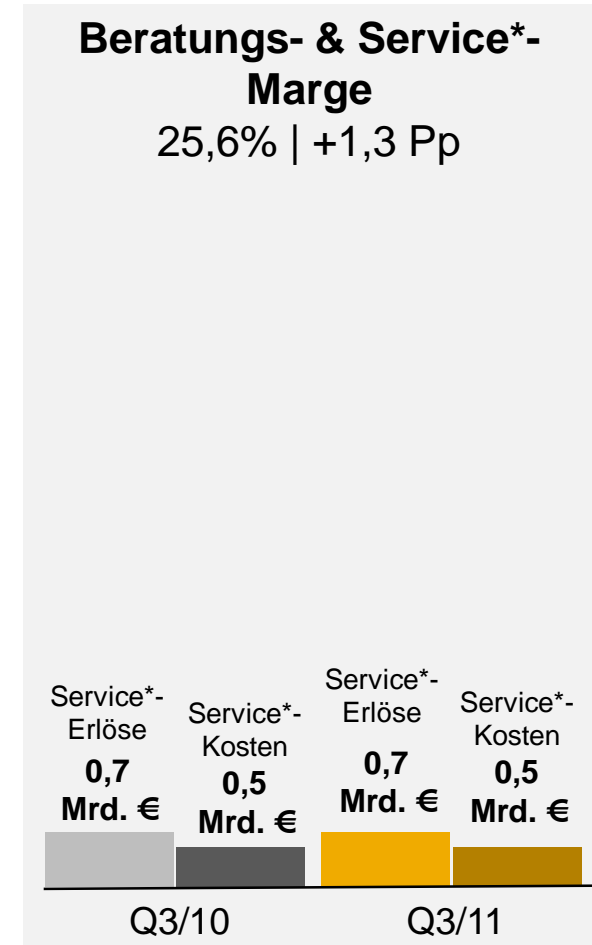 Beratungs- & Service*-
Marge
25,6% | +1,3 Pp
Service*-
Erlöse
0,7
Mrd. €
Service*-
Kosten
0,5
Mrd. €
Service*-
Erlöse
0,7
Mrd. €
Service*-
Kosten
0,5
Mrd. €
Q3/10
Q3/11